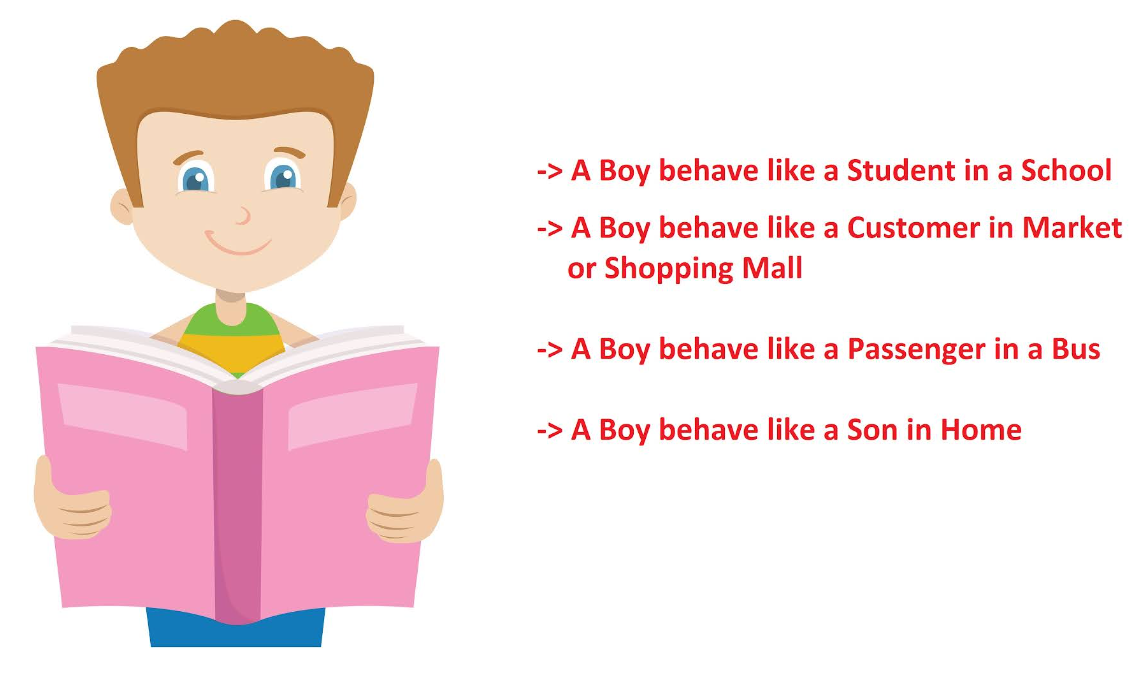 -> A Boy behave like a Student in a School
-> A Boy behave like a Customer in Market
or Shopping Mall
-> A Boy behave like a Passenger in a Bus
-> A Boy behave like a Son in Home